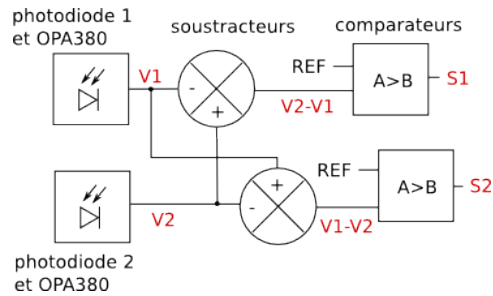 photodiode 1
et OPA380
soustracteurs
comparateurs
V1
-
+
REF
A>B
S1
V2-V1
+
-
REF
A>B
S2
V2
V1-V2
photodiode 2
et OPA380